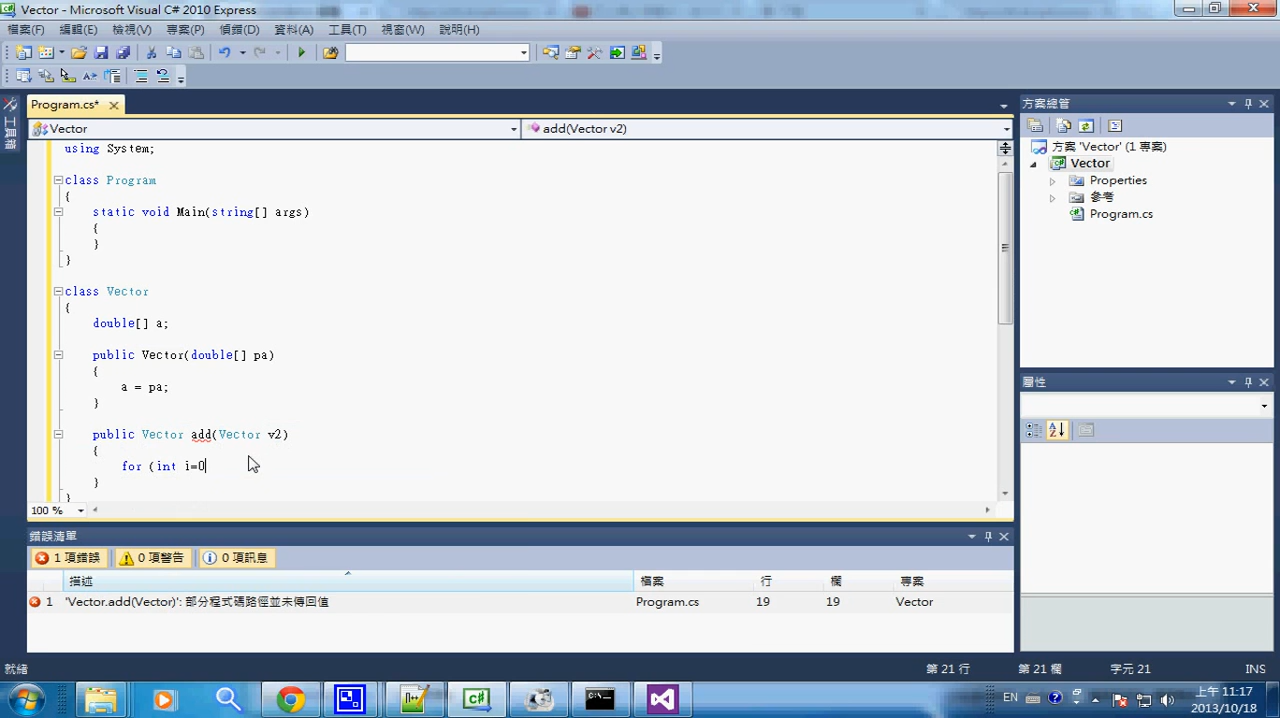 Vector - Microsoft Visual C# 2010 Express
檔案(F) 編輯(E) 檢視(V) 專案(P) 偵錯(D) 資料(A) 工具(T) 視窗(W) 說明(H)
Program.cs*
Vector add(Vector v2)
工具箱
using System;
class Program
{
static void Main(string[] args)
{
}
}
class Vector
{
double[] a;
public Vector(double[] pa)
{
a = pa;
}
public Vector add(Vector v2)
{
for (int i=0
}
}
100 %
方案總管
方案 'Vector' (1 專案)
Vector
Properties
參考
Program.cs
屬性
錯誤清單
1 項錯誤 0 項警告 0 項訊息
描述 檔案 行 欄 專案
1 'Vector.add(Vector)': 部分程式碼路徑並未傳回值 Program.cs 19 19 Vector
就緒 第 21 行 第 21 欄 字元 21 INS
EN 上午 11:17
2013/10/18